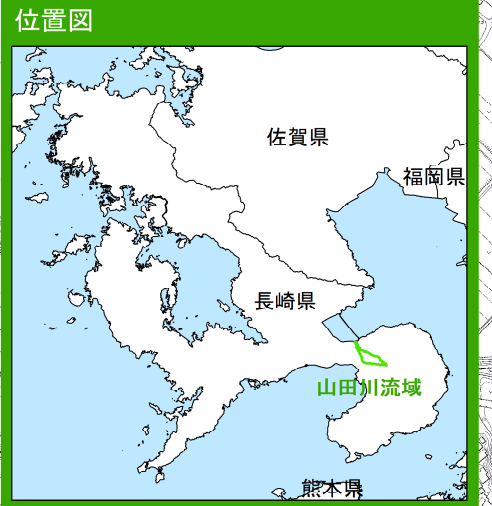 位置図
佐賀県
福岡県
長崎県
山田川流域
熊本県